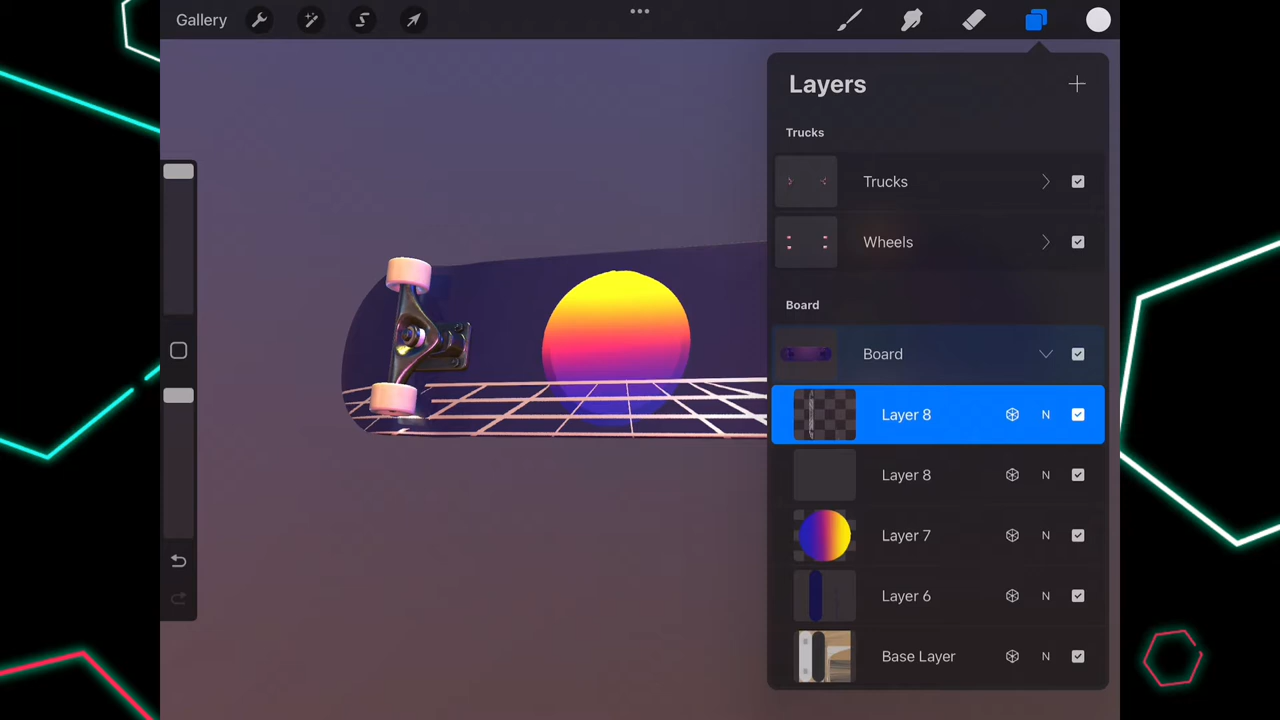 Gallery
Layers
Trucks
Trucks
Wheels
Board
Board
Layer 8 N
Layer 8 N
Layer 7 N
Layer 6 N
Base Layer N